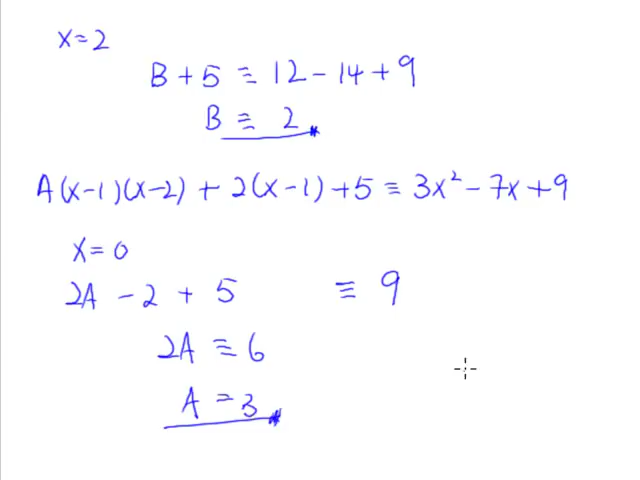 x=2
B+5 ≡ 12-14+9
B ≡ 2
A(x-1)(x-2) + 2(x-1) +5 ≡ 3x² - 7x +9
x=0
2A -2 + 5 ≡ 9
2A ≡ 6
A = 3